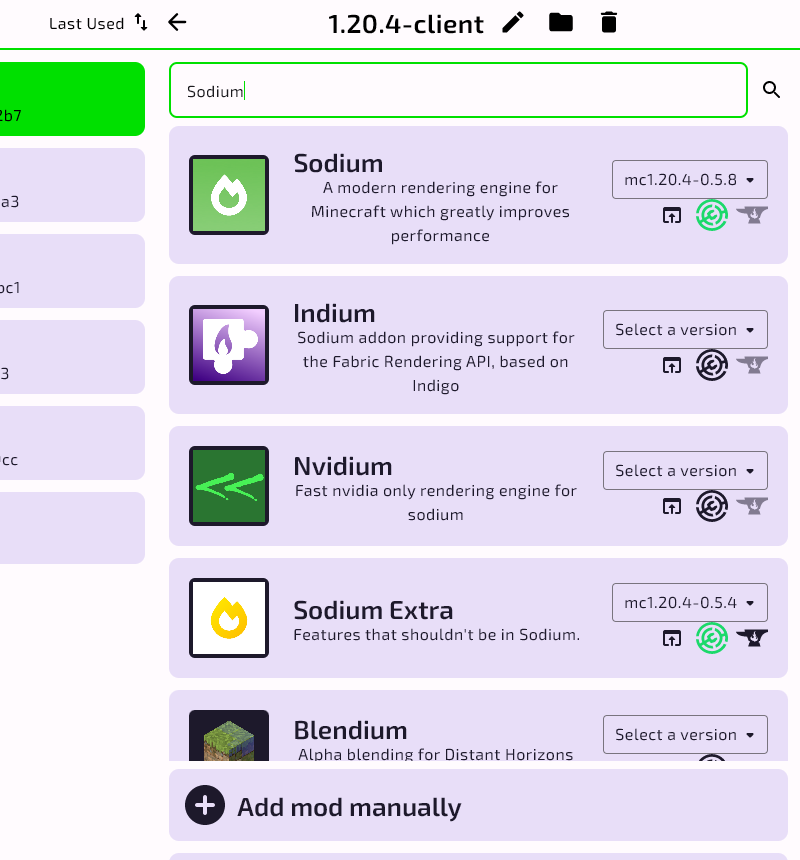 Last Used
1.20.4-client
2b7
a3
bc1
3
cc
Sodium
Sodium
A modern rendering engine for
Minecraft which greatly improves
performance
mc1.20.4-0.5.8
Indium
Sodium addon providing support for
the Fabric Rendering API, based on
Indigo
Select a version
Nvidium
Fast nvidia only rendering engine for
sodium
Select a version
Sodium Extra
Features that shouldn't be in Sodium.
mc1.20.4-0.5.4
Blendium
Alpha blending for Distant Horizons
Select a version
Add mod manually